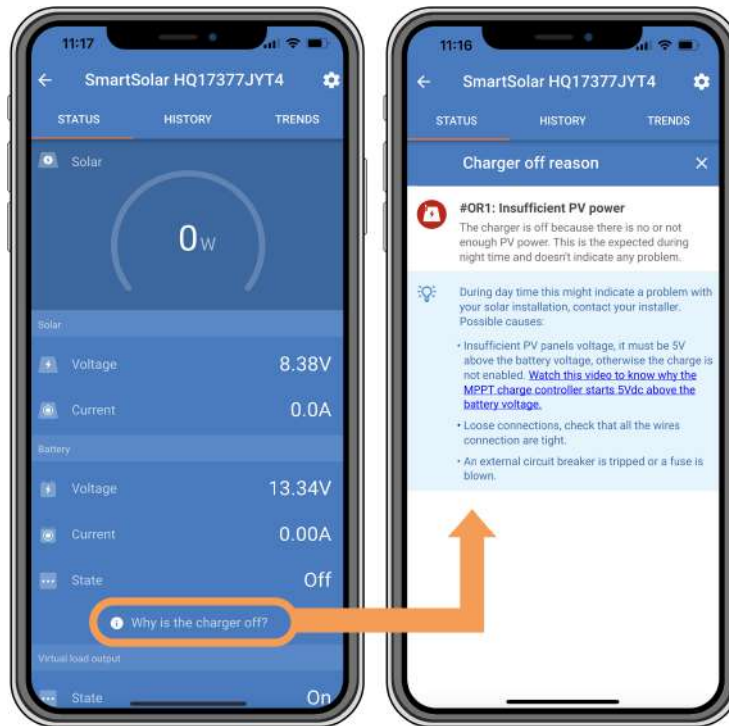 11:17
SmartSolar HQ17377JYT4
STATUS HISTORY TRENDS
Solar
0W
Solar
Voltage 8.38V
Current 0.0A
Battery
Voltage 13.34V
Current 0.00A
State Off
Why is the charger off?
Virtual load output
State On
11:16
SmartSolar HQ17377JYT4
STATUS HISTORY TRENDS
Charger off reason
#OR1: Insufficient PV power
The charger is off because there is no or not
enough PV power. This is the expected during
night time and doesn't indicate any problem.
During day time this might indicate a problem with
your solar installation, contact your installer.
Possible causes:
• Insufficient PV panels voltage, it must be 5V
above the battery voltage, otherwise the charge is
not enabled. Watch this video to know why the
MPPT charge controller starts 5Vdc above the
battery voltage.
• Loose connections, check that all the wires
connection are tight.
• An external circuit breaker is tripped or a fuse is
blown.